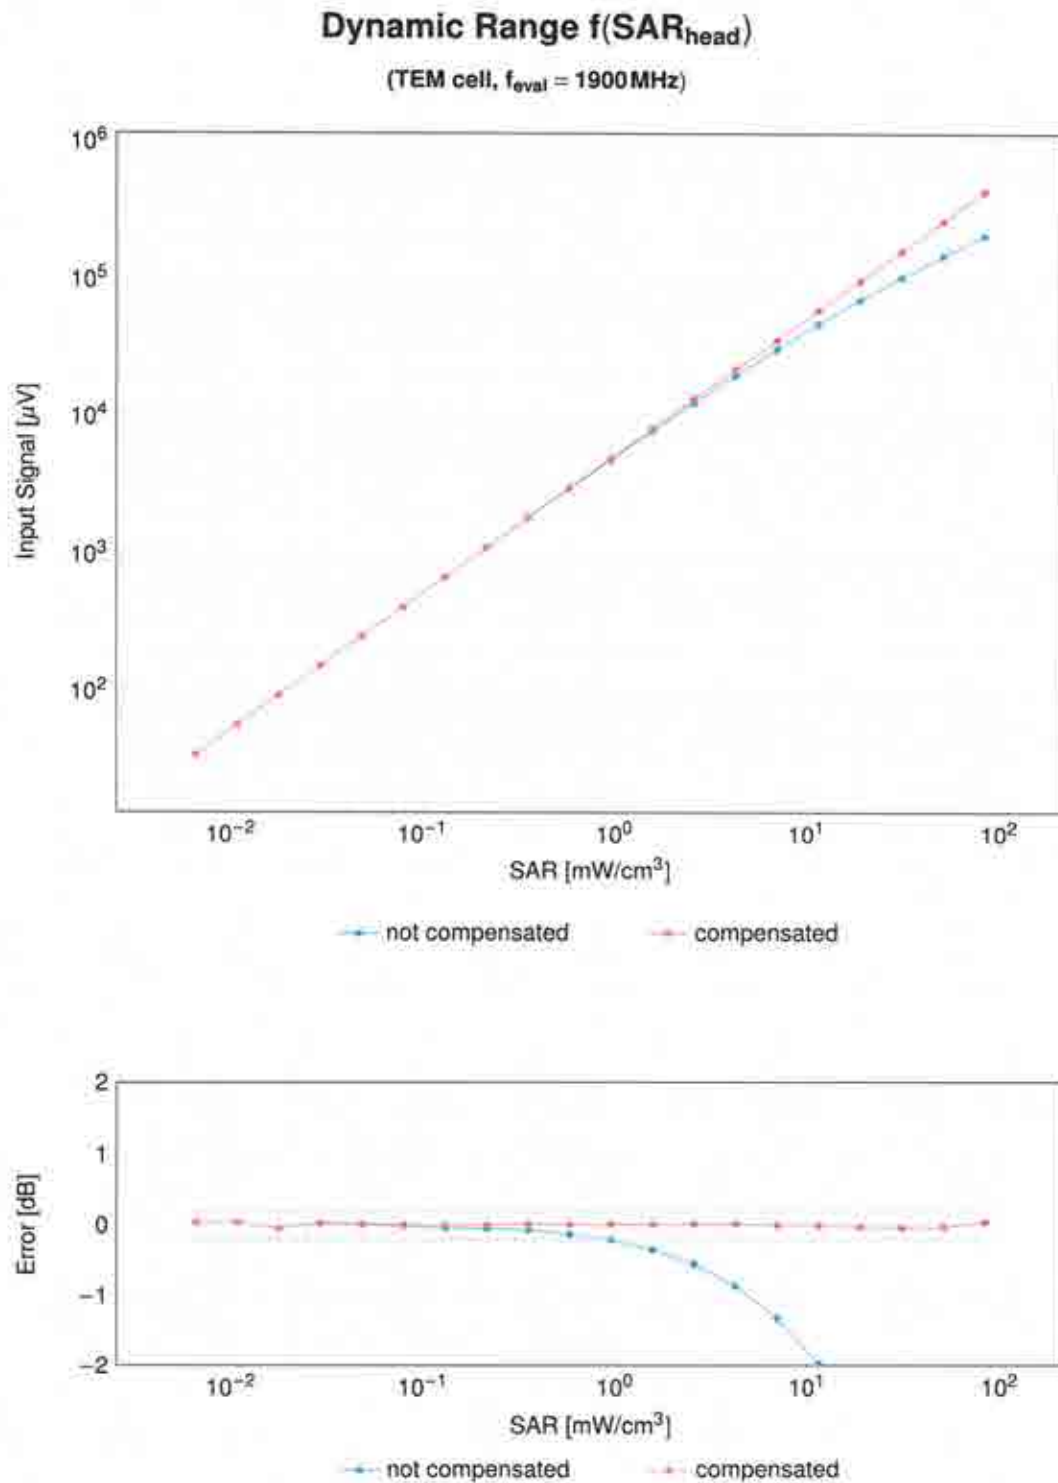 Dynamic Range f(SAR_head)
(TEM cell, f_eval = 1900 MHz)
10⁶
10⁵
10⁴
10³
10²
Input Signal [µV]
10⁻² 10⁻¹ 10⁰ 10¹ 10²
SAR [mW/cm³]
not compensated compensated
2
1
0
−1
−2
Error [dB]
10⁻² 10⁻¹ 10⁰ 10¹ 10²
SAR [mW/cm³]
not compensated compensated